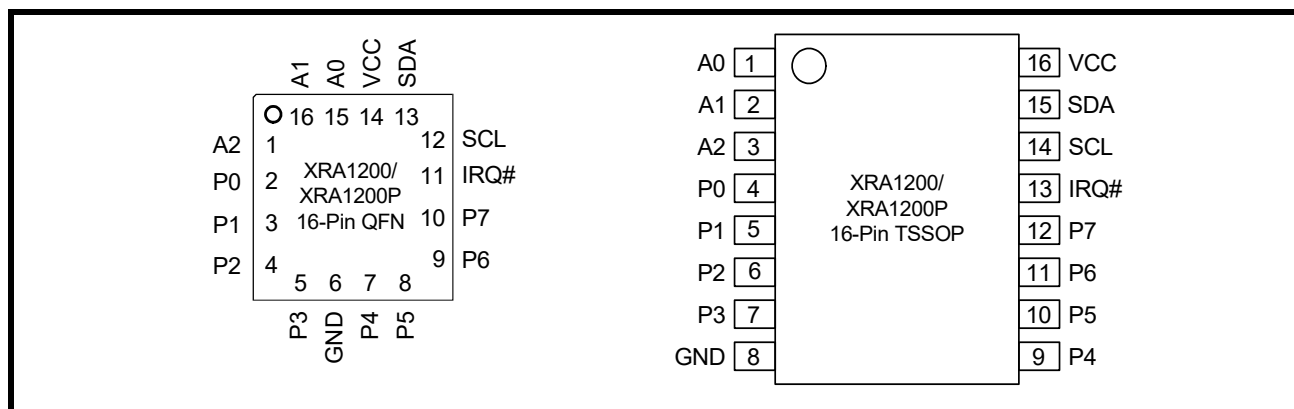 A1 A0 VCC SDA
16 15 14 13
A2 1 12 SCL
P0 2 XRA1200/ 11 IRQ#
XRA1200P
P1 3 16-Pin QFN 10 P7
P2 4 9 P6
5 6 7 8
P3 GND P4 P5
A0 1 16 VCC
A1 2 15 SDA
A2 3 14 SCL
P0 4 XRA1200/ 13 IRQ#
XRA1200P
P1 5 16-Pin TSSOP 12 P7
P2 6 11 P6
P3 7 10 P5
GND 8 9 P4